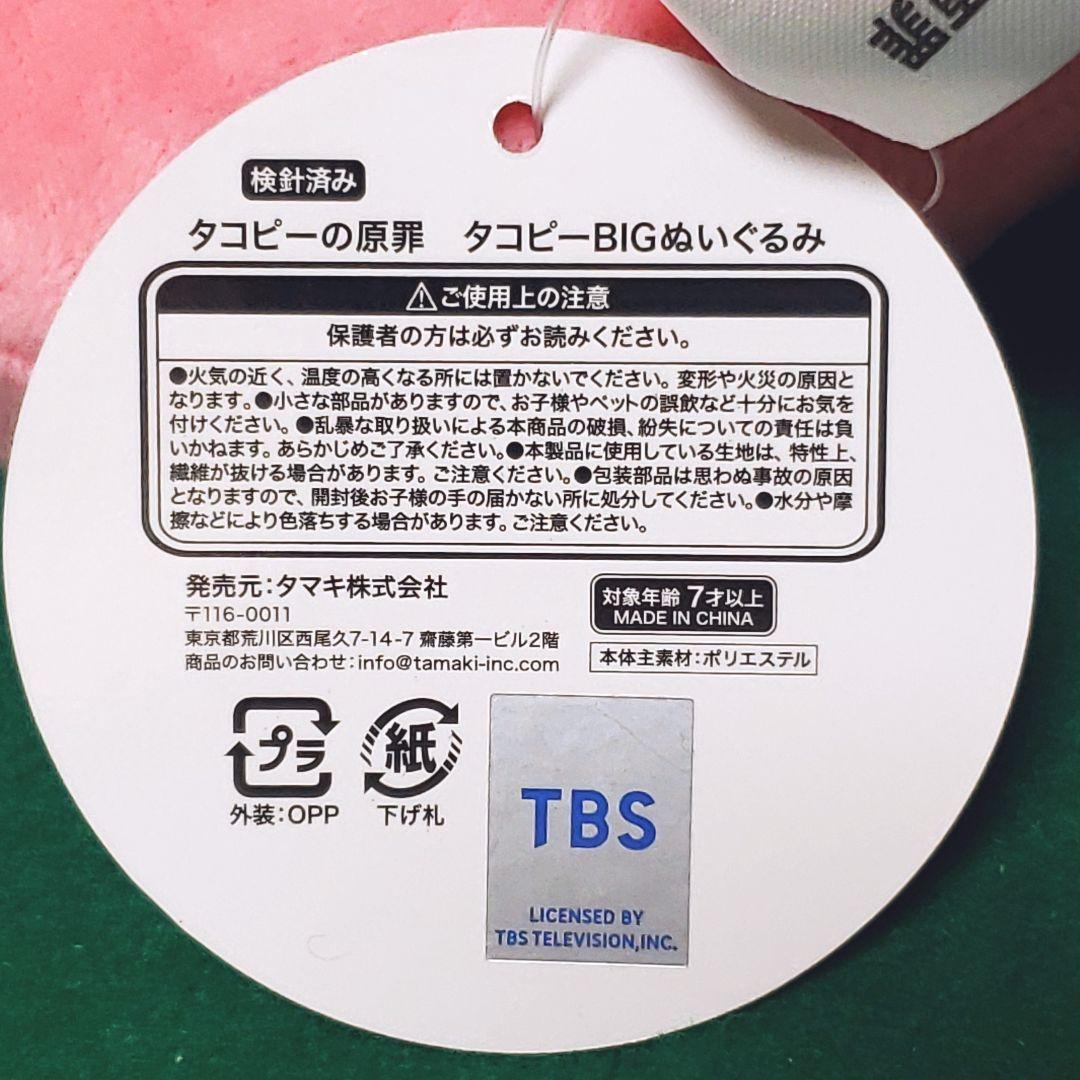 検針済み
タコピーの原罪　タコピーBIGぬいぐるみ
⚠ご使用上の注意
保護者の方は必ずお読みください。
●火気の近く、温度の高くなる所には置かないでください。変形や火災の原因と
なります。●小さな部品がありますので、お子様やペットの誤飲など十分にお気を
付けください。●乱暴な取り扱いによる本商品の破損、紛失についての責任は負
いかねます。あらかじめご了承ください。●本製品に使用している生地は、特性上、
繊維が抜ける場合があります。ご注意ください。●包装部品は思わぬ事故の原因
となりますので、開封後お子様の手の届かない所に処分してください。●水分や摩
擦などにより色落ちする場合があります。ご注意ください。
発売元：タマキ株式会社
〒116-0011
東京都荒川区西尾久7-14-7 齋藤第一ビル2階
商品のお問い合わせ：info@tamaki-inc.com
対象年齢 7才以上
MADE IN CHINA
本体主素材：ポリエステル
プラ
外装：OPP
紙
下げ札
TBS
LICENSED BY
TBS TELEVISION,INC.